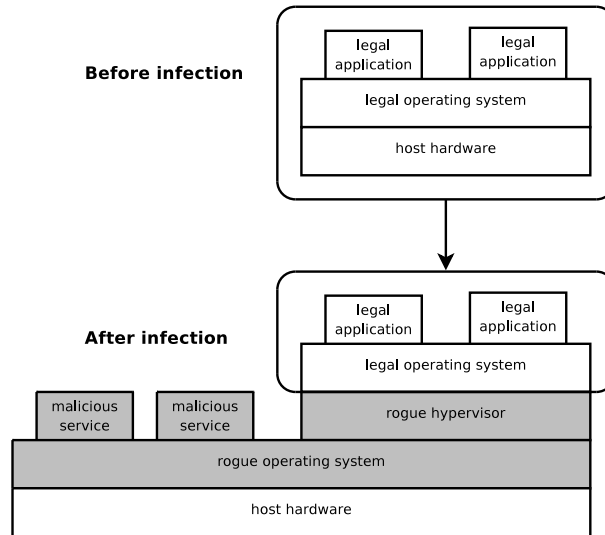 legal
application
legal
application
Before infection
legal operating system
host hardware
legal
application
legal
application
After infection
legal operating system
malicious
service
malicious
service
rogue hypervisor
rogue operating system
host hardware